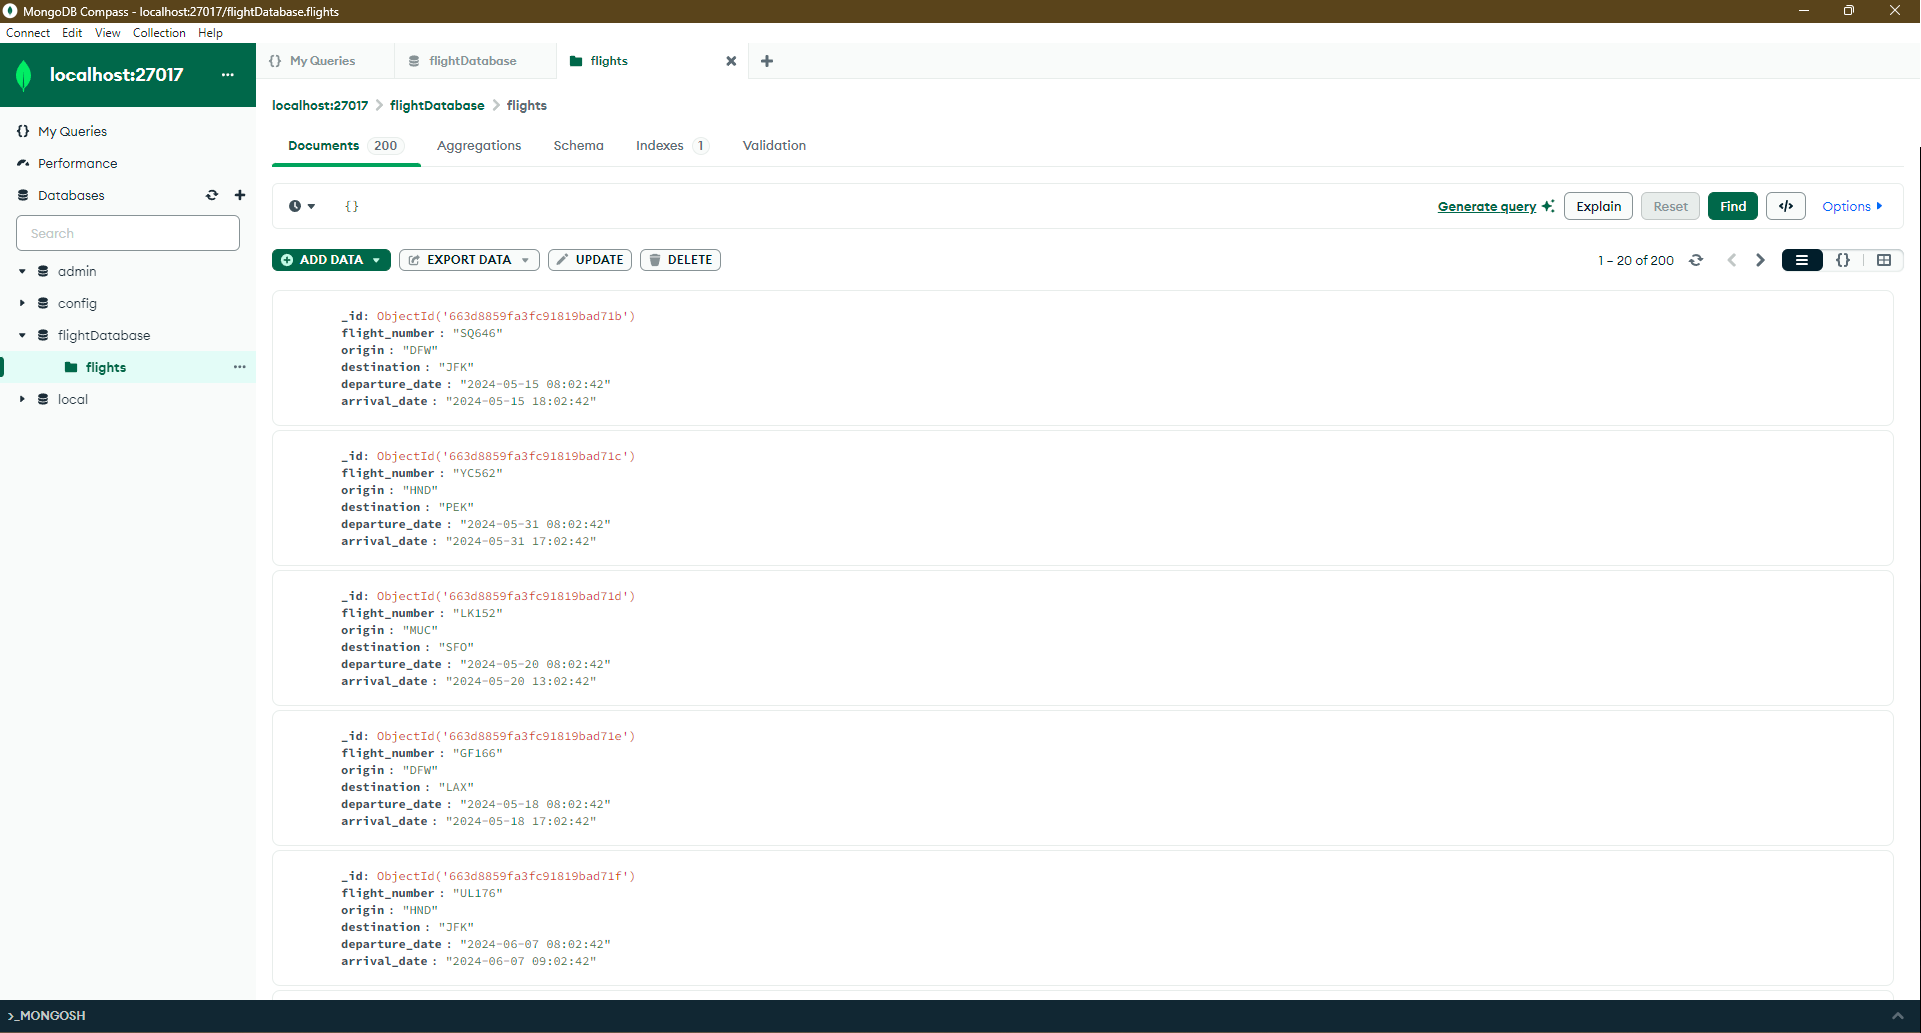 MongoDB Compass - localhost:27017/flightDatabase.flights
Connect Edit View Collection Help
localhost:27017 ...
{} My Queries
Performance
Databases
Search
admin
config
flightDatabase
flights ...
local
{} My Queries flightDatabase flights
localhost:27017 > flightDatabase > flights
Documents 200 Aggregations Schema Indexes 1 Validation
{} Generate query Explain Reset Find </> Options
ADD DATA EXPORT DATA UPDATE DELETE 1 – 20 of 200 {}
_id: ObjectId('663d8859fa3fc91819bad71b')
flight_number : "SQ646"
origin : "DFW"
destination : "JFK"
departure_date : "2024-05-15 08:02:42"
arrival_date : "2024-05-15 18:02:42"
_id: ObjectId('663d8859fa3fc91819bad71c')
flight_number : "YC562"
origin : "HND"
destination : "PEK"
departure_date : "2024-05-31 08:02:42"
arrival_date : "2024-05-31 17:02:42"
_id: ObjectId('663d8859fa3fc91819bad71d')
flight_number : "LK152"
origin : "MUC"
destination : "SFO"
departure_date : "2024-05-20 08:02:42"
arrival_date : "2024-05-20 13:02:42"
_id: ObjectId('663d8859fa3fc91819bad71e')
flight_number : "GF166"
origin : "DFW"
destination : "LAX"
departure_date : "2024-05-18 08:02:42"
arrival_date : "2024-05-18 17:02:42"
_id: ObjectId('663d8859fa3fc91819bad71f')
flight_number : "UL176"
origin : "HND"
destination : "JFK"
departure_date : "2024-06-07 08:02:42"
arrival_date : "2024-06-07 09:02:42"
>_MONGOSH